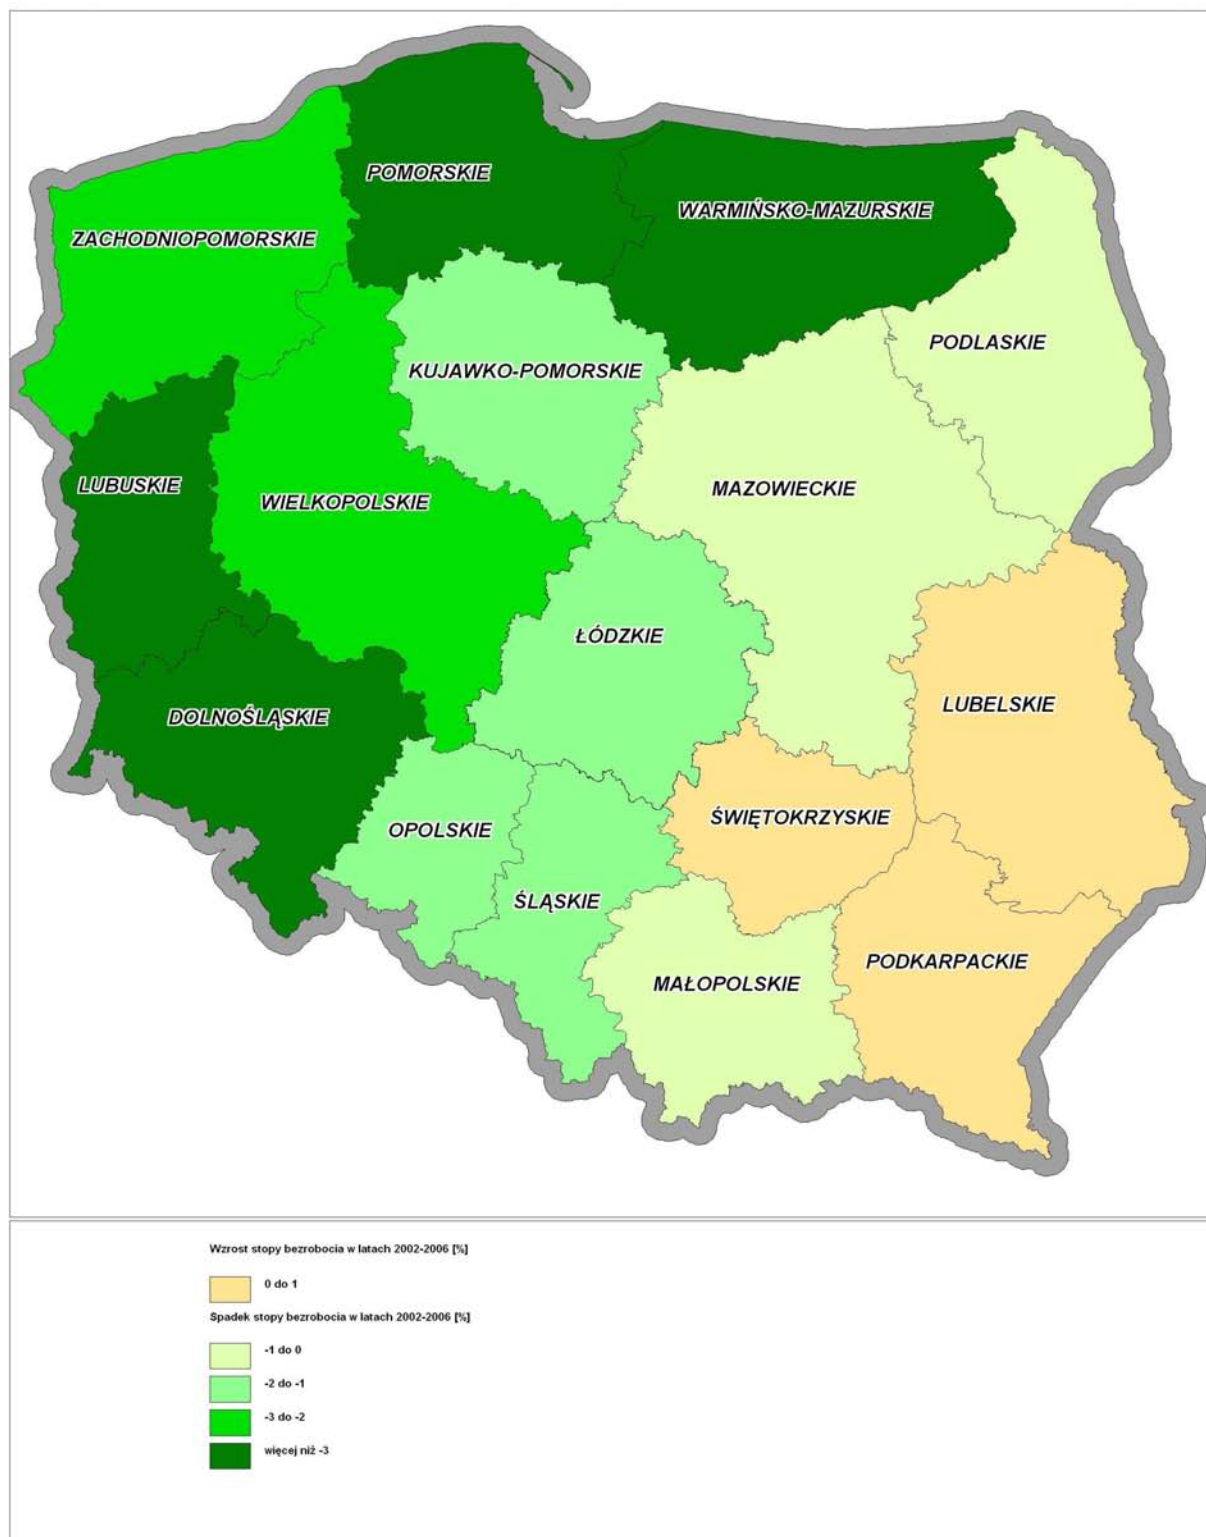 POMORSKIE
WARMIŃSKO-MAZURSKIE
ZACHODNIOPOMORSKIE
PODLASKIE
KUJAWKO-POMORSKIE
LUBUSKIE
WIELKOPOLSKIE
MAZOWIECKIE
ŁÓDZKIE
LUBELSKIE
DOLNOŚLĄSKIE
ŚWIĘTOKRZYSKIE
OPOLSKIE
ŚLĄSKIE
PODKARPACKIE
MAŁOPOLSKIE
Wzrost stopy bezrobocia w latach 2002-2006 [%]
0 do 1
Spadek stopy bezrobocia w latach 2002-2006 [%]
-1 do 0
-2 do -1
-3 do -2
więcej niż -3